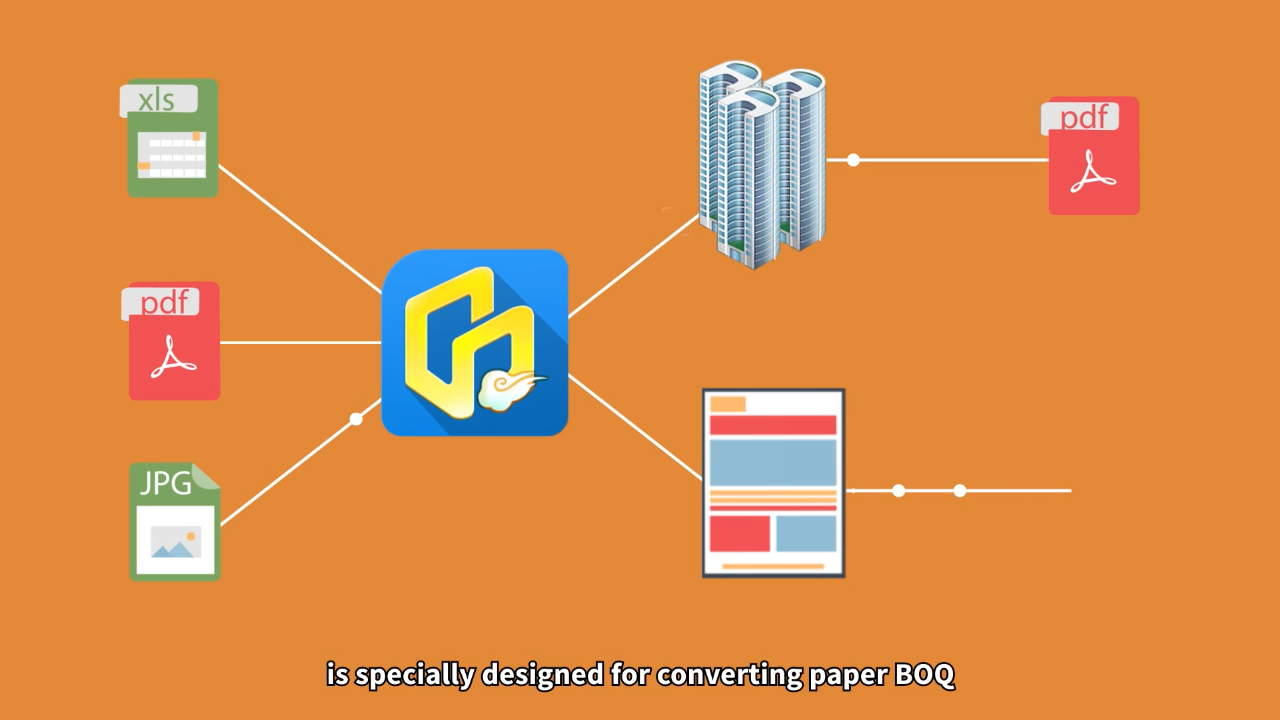 xls
pdf
pdf
JPG
is specially designed for converting paper BOQ